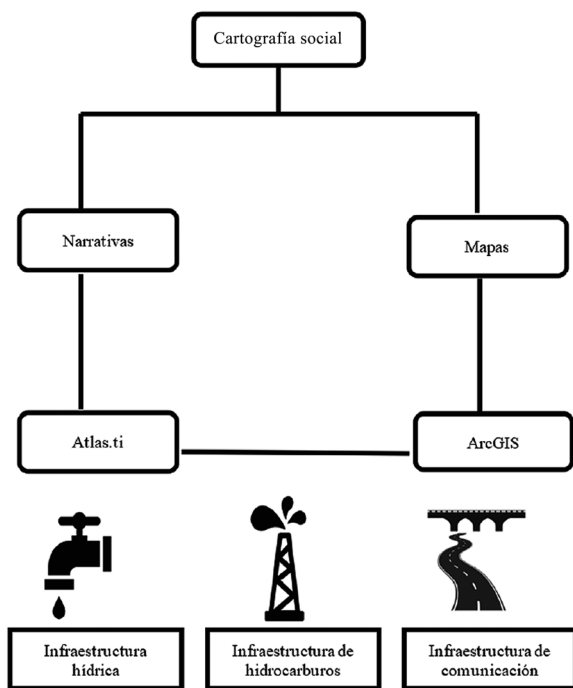 Cartografía social
Narrativas
Mapas
Atlas.ti
ArcGIS
Infraestructura
hídrica
Infraestructura de
hidrocarburos
Infraestructura de
comunicación